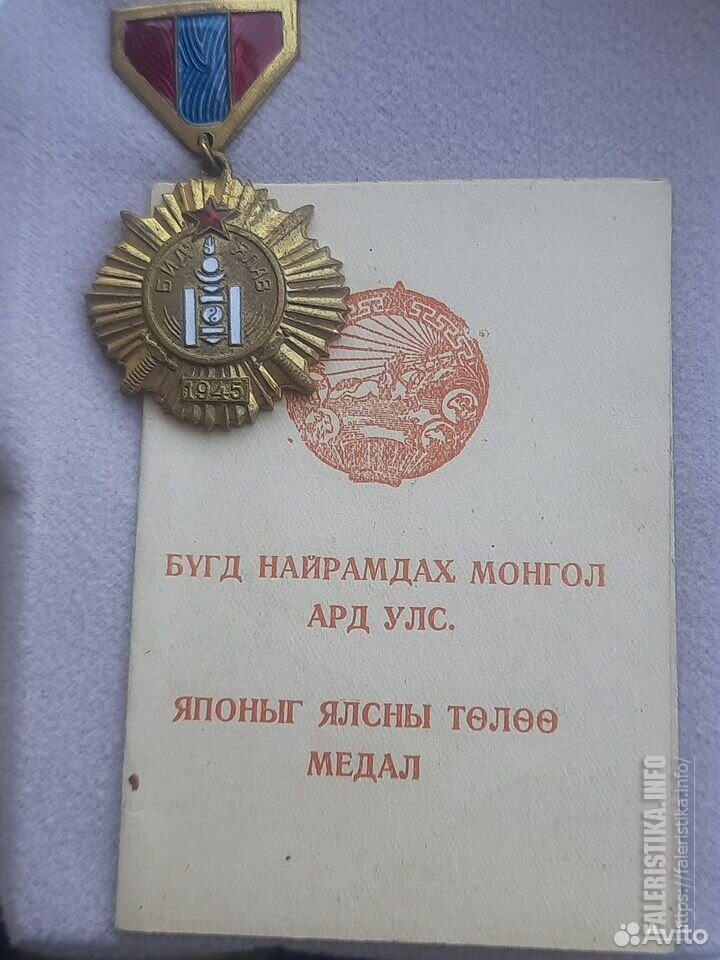 БИД ЯЛАВ
1945
БҮГД НАЙРАМДАХ МОНГОЛ
АРД УЛС.
ЯПОНЫГ ЯЛСНЫ ТӨЛӨӨ
МЕДАЛ
FALERISTIKA.INFO
https://faleristika.info/
Avito